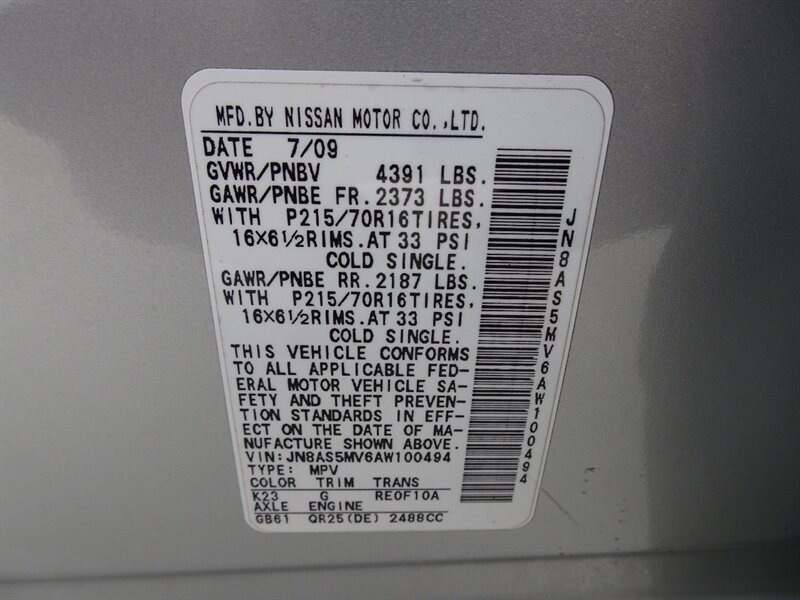 MFD.BY NISSAN MOTOR CO.,LTD.
DATE 7/09
GVWR/PNBV 4391 LBS.
GAWR/PNBE FR.2373 LBS.
WITH P215/70R16TIRES,
16X6½RIMS.AT 33 PSI
COLD SINGLE.
GAWR/PNBE RR.2187 LBS.
WITH P215/70R16TIRES,
16X6½RIMS.AT 33 PSI
COLD SINGLE.
THIS VEHICLE CONFORMS
TO ALL APPLICABLE FED-
ERAL MOTOR VEHICLE SA-
FETY AND THEFT PREVEN-
TION STANDARDS IN EFF-
ECT ON THE DATE OF MA-
NUFACTURE SHOWN ABOVE.
VIN:JN8AS5MV6AW100494
TYPE: MPV
COLOR TRIM TRANS
K23 G RE0F10A
AXLE ENGINE
GB61 QR25(DE) 2488CC
JN8AS5MV6AW100494